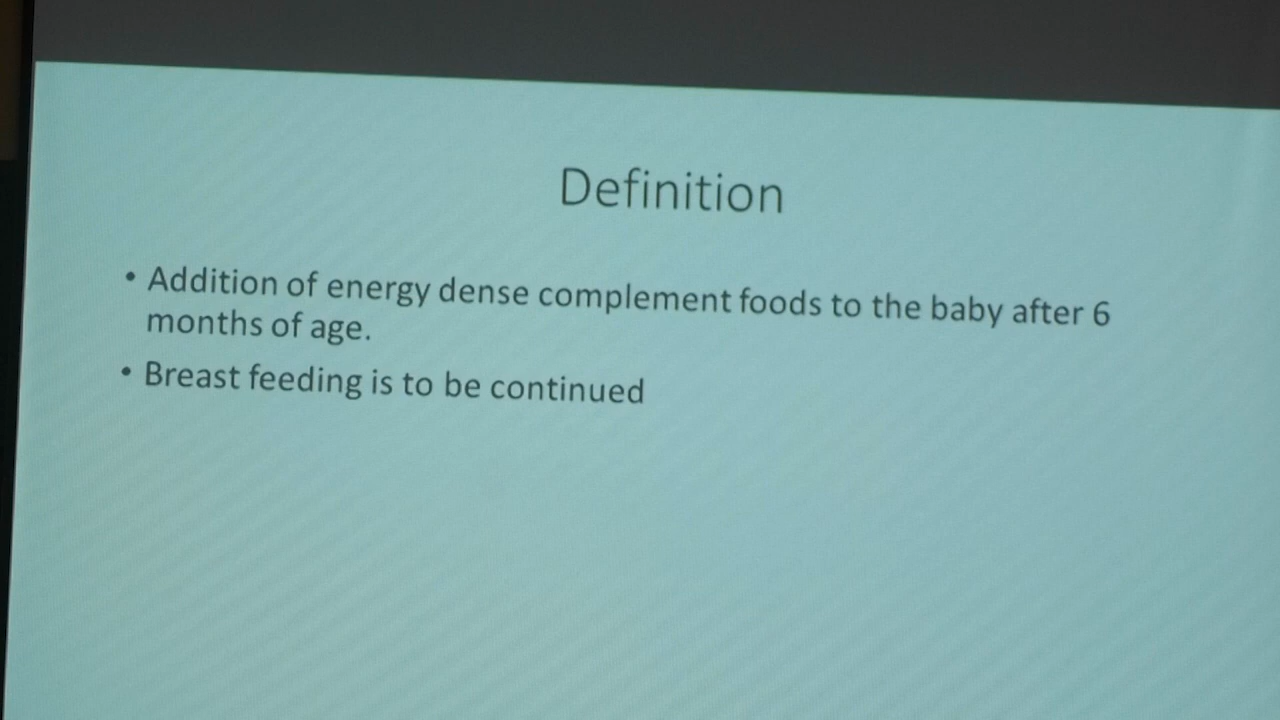 Definition
• Addition of energy dense complement foods to the baby after 6
months of age.
• Breast feeding is to be continued